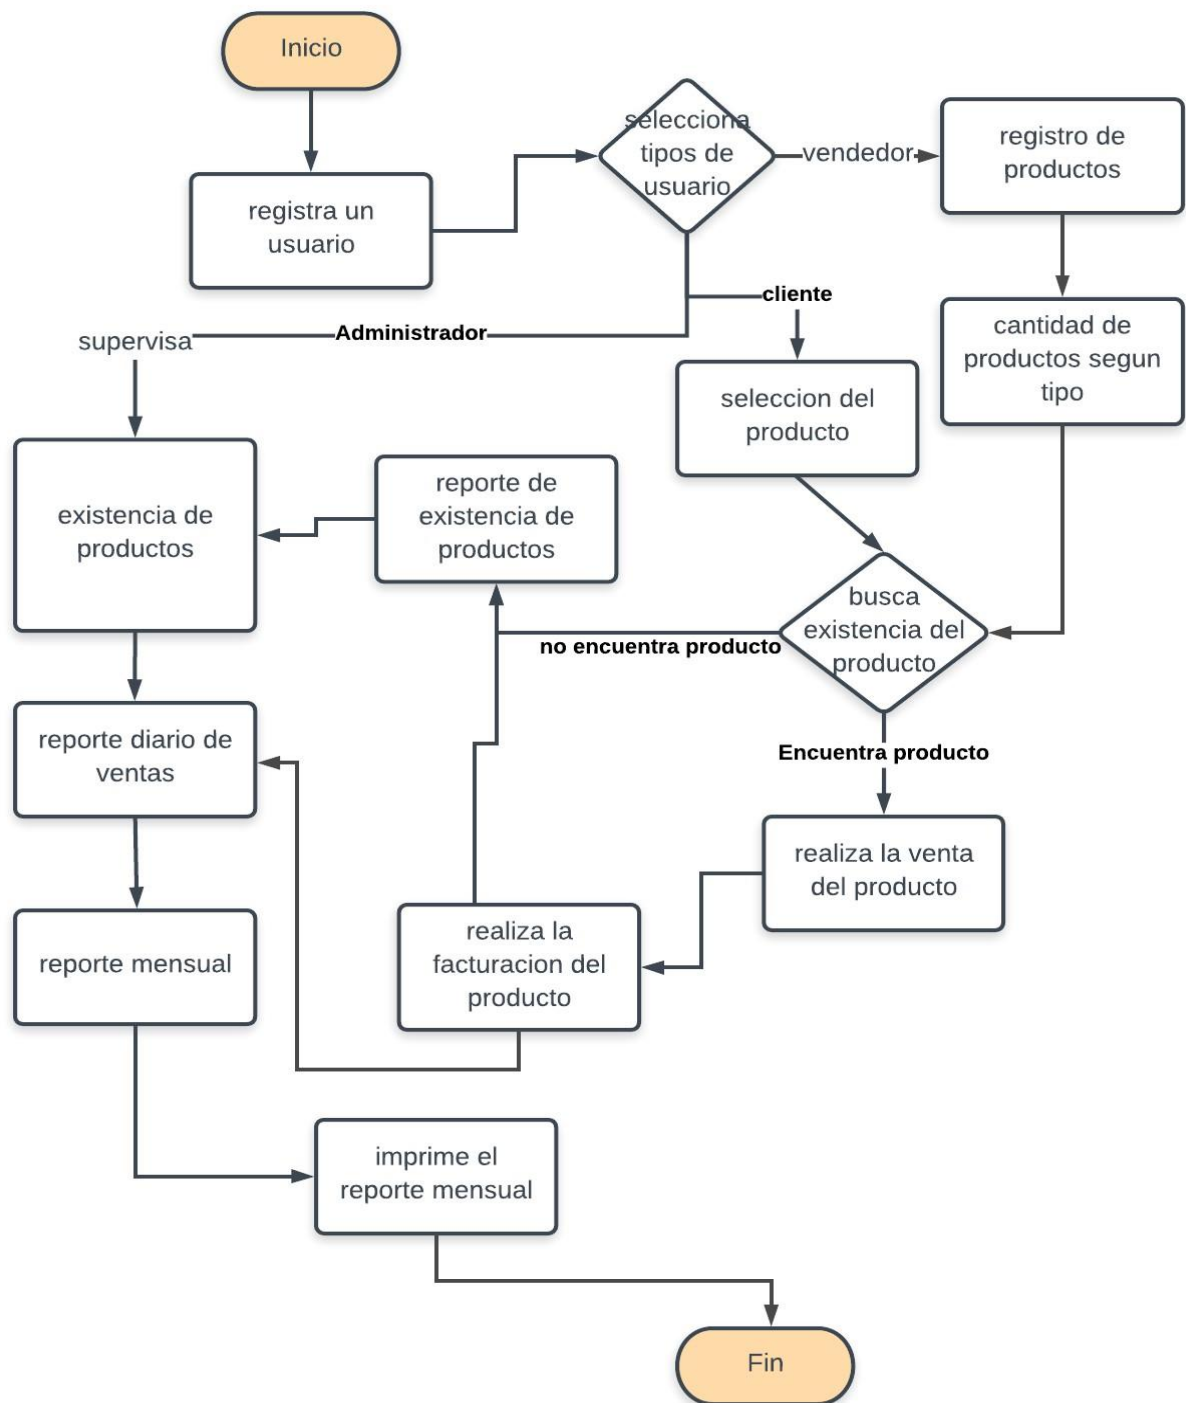 Inicio
registra un
usuario
selecciona
tipos de
usuario
vendedor
registro de
productos
cantidad de
productos segun
tipo
cliente
seleccion del
producto
Administrador
supervisa
existencia de
productos
reporte de
existencia de
productos
busca
existencia del
producto
no encuentra producto
Encuentra producto
reporte diario de
ventas
realiza la venta
del producto
realiza la
facturacion del
producto
reporte mensual
imprime el
reporte mensual
Fin